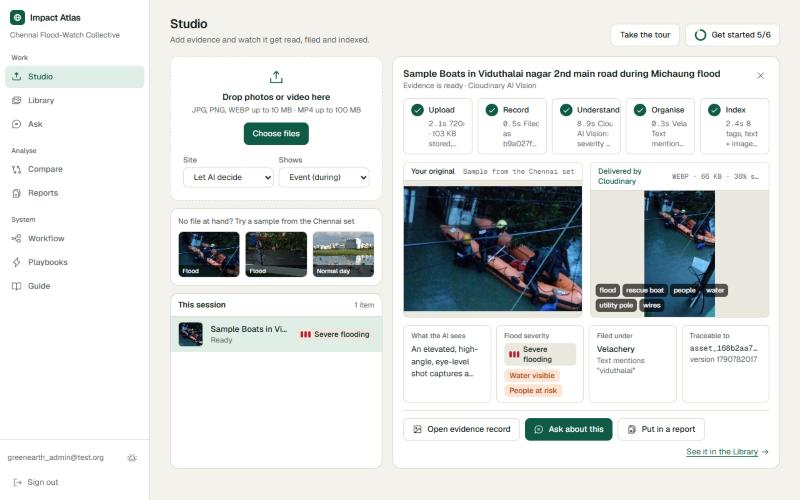 Impact Atlas
Chennai Flood-Watch Collective
Work
Studio
Library
Ask
Analyse
Compare
Reports
System
Workflow
Playbooks
Guide
greenearth_admin@test.org
Sign out
Studio
Add evidence and watch it get read, filed and indexed.
Take the tour
Get started 5/6
Drop photos or video here
JPG, PNG, WEBP up to 10 MB · MP4 up to 100 MB
Choose files
Site
Shows
Let AI decide
Event (during)
No file at hand? Try a sample from the Chennai set
Flood
Flood
Normal day
This session
1 item
Sample Boats in Vi...
Ready
Severe flooding
Sample Boats in Viduthalai nagar 2nd main road during Michaung flood
Evidence is ready · Cloudinary AI Vision
Upload
2.1s 720
· 103 KB
stored,…
Record
0.5s Filed
as
b9a027f…
Understand
8.9s Clou
AI Vision:
severity …
Organise
0.3s Vela
Text
mention…
Index
2.4s 8
tags, text
+ image…
Your original
Sample from the Chennai set
Delivered by
Cloudinary
WEBP · 66 KB · 36% s…
flood
rescue boat
people
water
utility pole
wires
What the AI sees
An elevated, high-
angle, eye-level
shot captures a…
Flood severity
Severe
flooding
Water visible
People at risk
Filed under
Velachery
Text mentions
"viduthalai"
Traceable to
asset_168b2aa7…
version 1790782017
Open evidence record
Ask about this
Put in a report
See it in the Library →